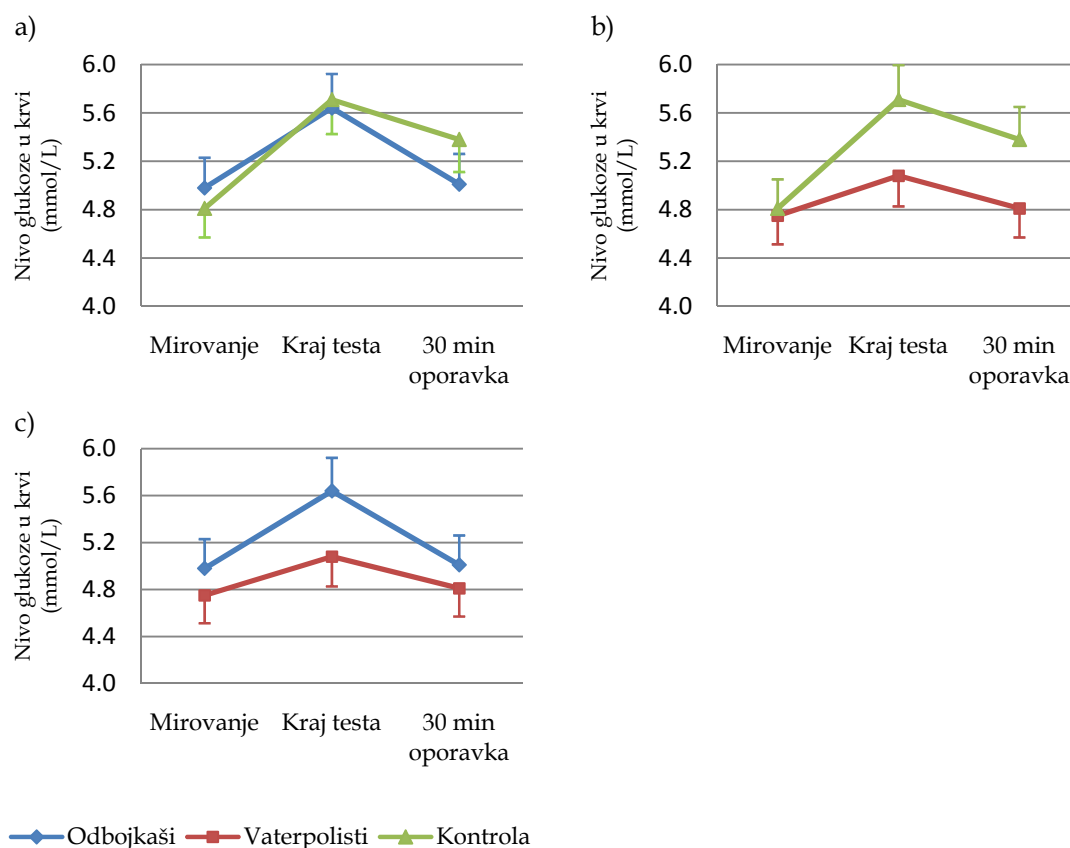 a)
Nivo glukoze u krvi
(mmol/L)
6.0
5.6
5.2
4.8
4.4
4.0
Mirovanje Kraj testa 30 min
oporavka
b)
Nivo glukoze u krvi
(mmol/L)
6.0
5.6
5.2
4.8
4.4
4.0
Mirovanje Kraj testa 30 min
oporavka
c)
Nivo glukoze u krvi
(mmol/L)
6.0
5.6
5.2
4.8
4.4
4.0
Mirovanje Kraj testa 30 min
oporavka
Odbojkaši Vaterpolisti Kontrola